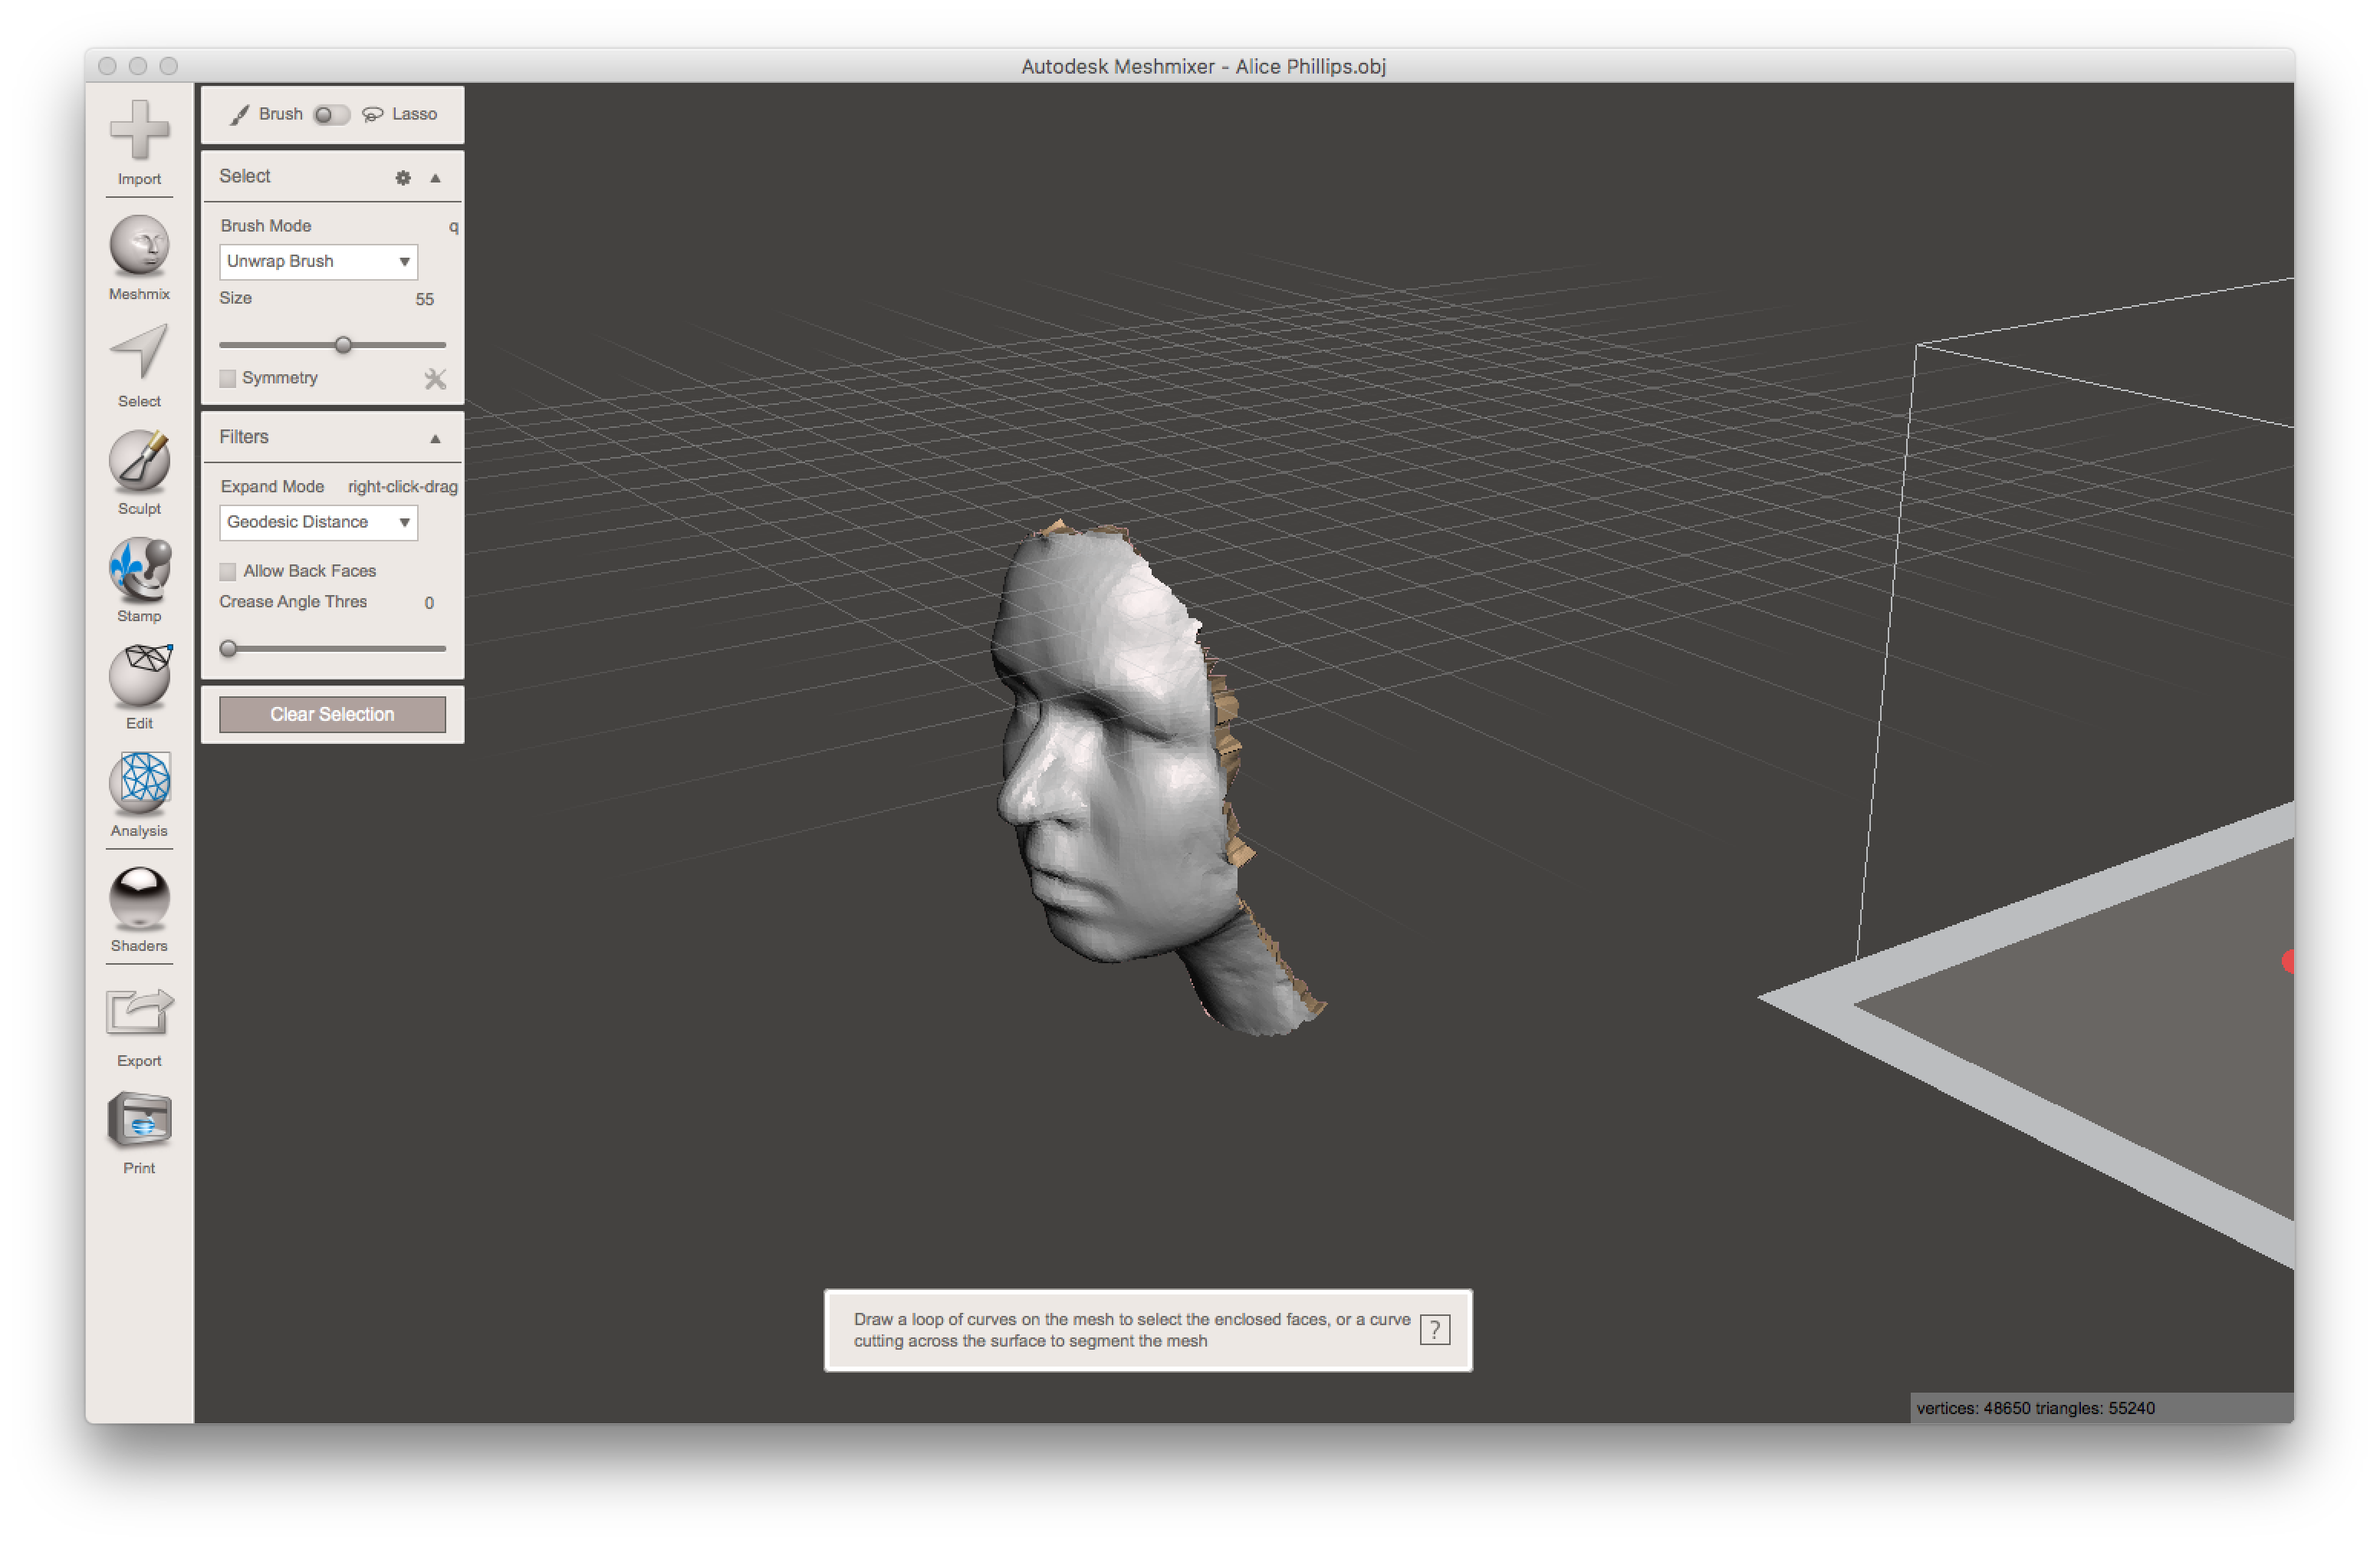 Autodesk Meshmixer - Alice Phillips.obj
Import
Meshmix
Select
Sculpt
Stamp
Edit
Analysis
Shaders
Export
Print
Brush Lasso
Select
Brush Mode q
Unwrap Brush
Size 55
Symmetry
Filters
Expand Mode right-click-drag
Geodesic Distance
Allow Back Faces
Crease Angle Thres 0
Clear Selection
Draw a loop of curves on the mesh to select the enclosed faces, or a curve
cutting across the surface to segment the mesh
?
vertices: 48650 triangles: 55240